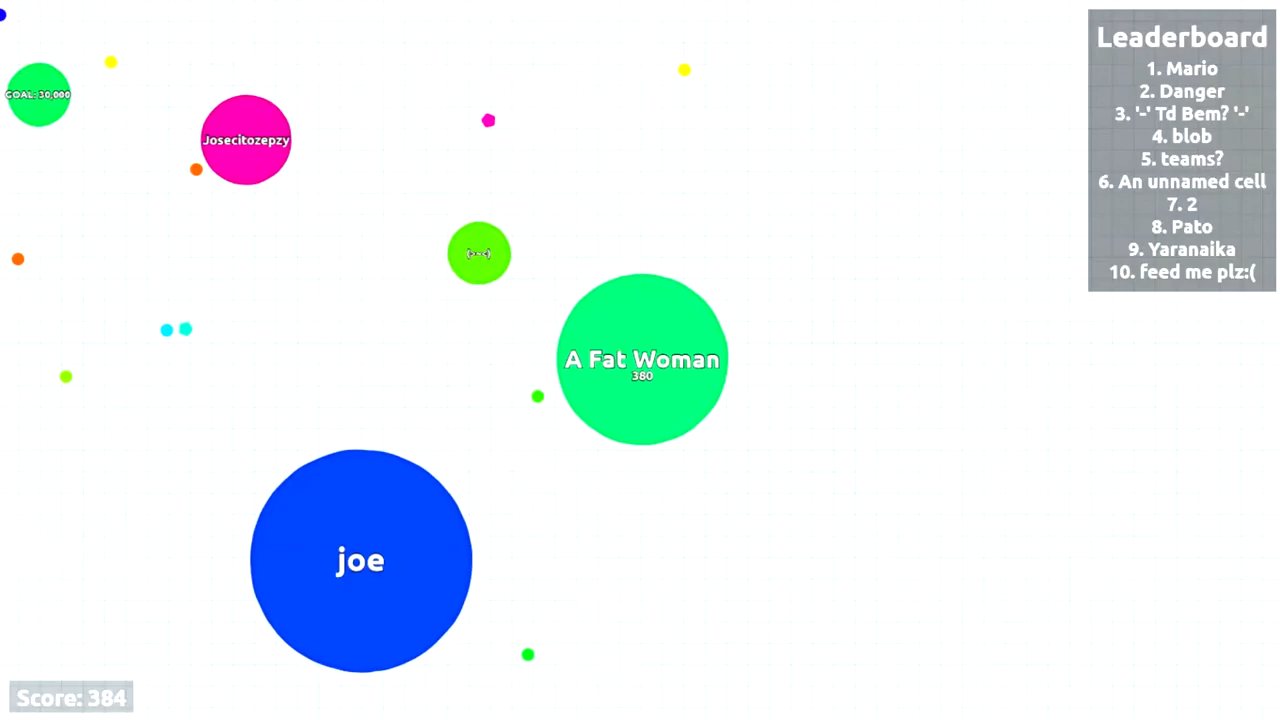 Leaderboard
1. Mario
2. Danger
3. '-' Td Bem? '-'
4. blob
5. teams?
6. An unnamed cell
7. 2
8. Pato
9. Yaranaika
10. feed me plz:(
GOAL: 30,000
Josecitozepzy
A Fat Woman
380
joe
Score: 384